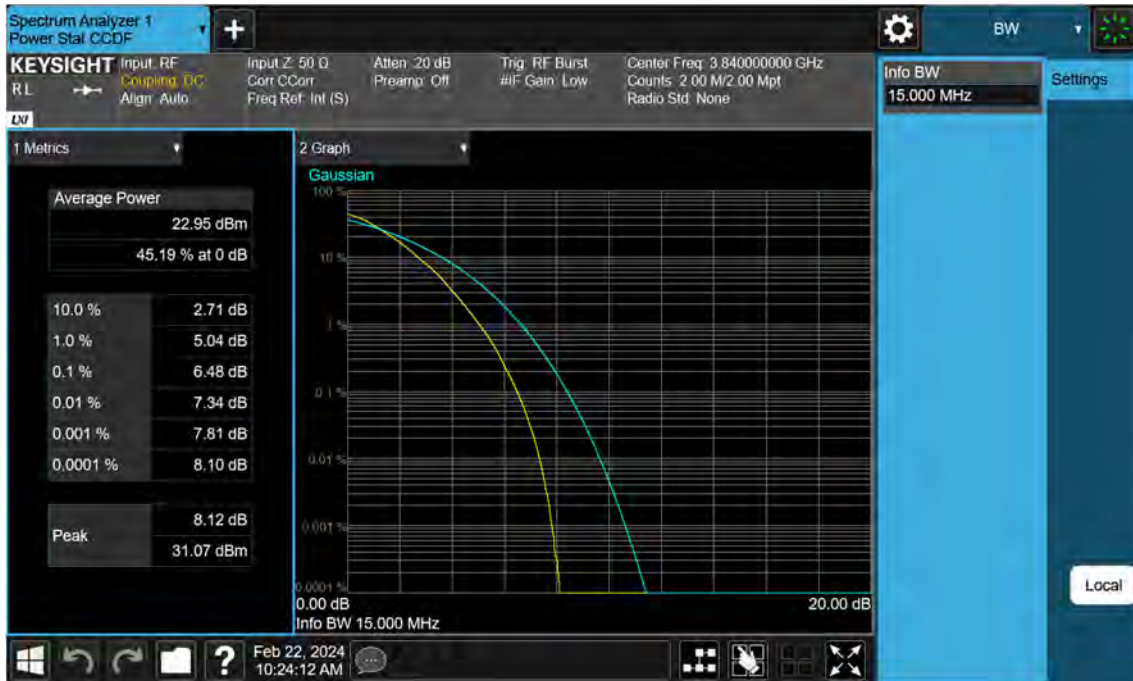 Spectrum Analyzer 1
Power Stat CCDF
BW
KEYSIGHT
RL
LXI
Input: RF
Coupling: DC
Align: Auto
Input Z: 50 Ω
Corr CCorr
Freq Ref: Int (S)
Atten: 20 dB
Preamp: Off
Trig: RF Burst
#IF Gain: Low
Center Freq: 3.840000000 GHz
Counts: 2.00 M/2.00 Mpt
Radio Std: None
Info BW
15.000 MHz
Settings
1 Metrics
Average Power
22.95 dBm
45.19 % at 0 dB
10.0 % 2.71 dB
1.0 % 5.04 dB
0.1 % 6.48 dB
0.01 % 7.34 dB
0.001 % 7.81 dB
0.0001 % 8.10 dB
Peak
8.12 dB
31.07 dBm
2 Graph
Gaussian
100 %
10 %
1 %
0.1 %
0.01 %
0.001 %
0.0001 %
0.00 dB 20.00 dB
Info BW 15.000 MHz
Local
?
Feb 22, 2024
10:24:12 AM